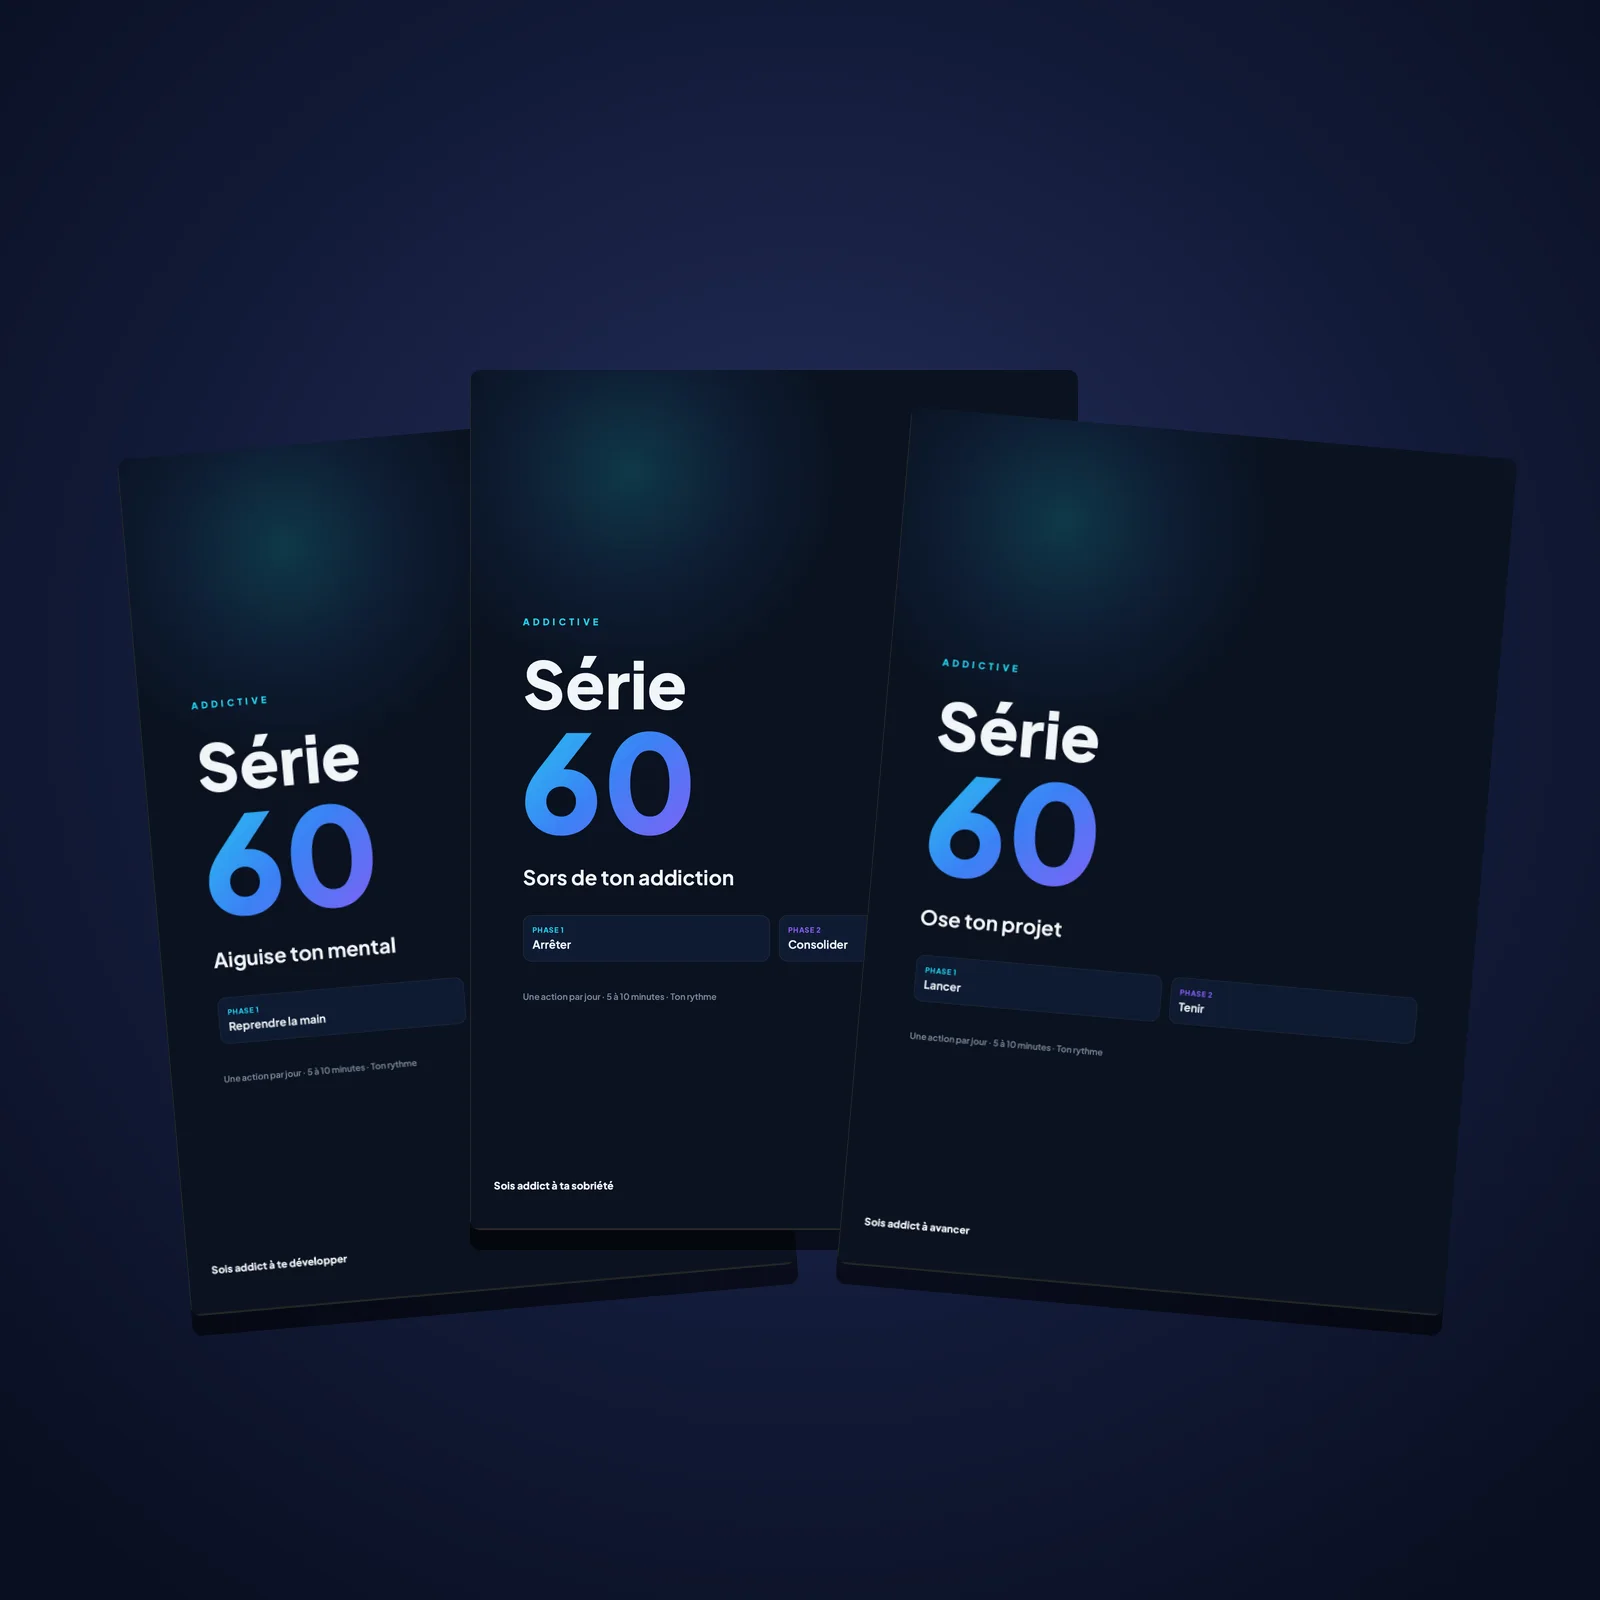 ADDICTIVE
Série
60
Aiguise ton mental
PHASE 1
Reprendre la main
Une action par jour · 5 à 10 minutes · Ton rythme
Sois addict à te développer
ADDICTIVE
Série
60
Sors de ton addiction
PHASE 1
Arrêter
PHASE 2
Consolider
Une action par jour · 5 à 10 minutes · Ton rythme
Sois addict à ta sobriété
ADDICTIVE
Série
60
Ose ton projet
PHASE 1
Lancer
PHASE 2
Tenir
Une action par jour · 5 à 10 minutes · Ton rythme
Sois addict à avancer